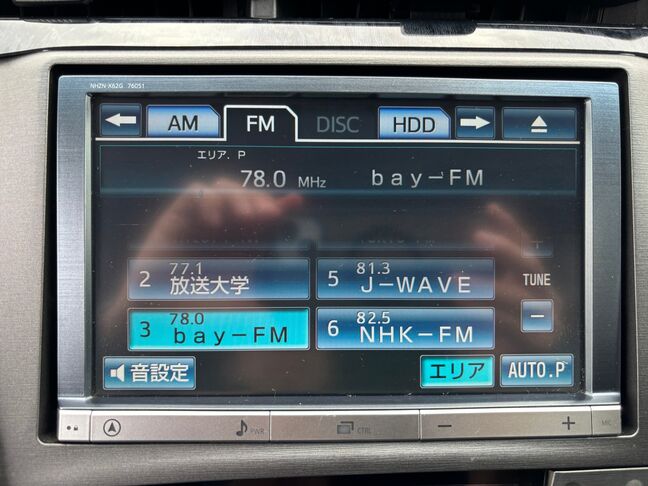 NHZN-X62G 76051
AM FM DISC HDD
エリア. P
78.0 MHz bay-FM
2 77.1 放送大学
5 81.3 J-WAVE
TUNE
3 78.0 bay-FM
6 82.5 NHK-FM
音設定
エリア
AUTO.P
PWR
CTRL
MIC